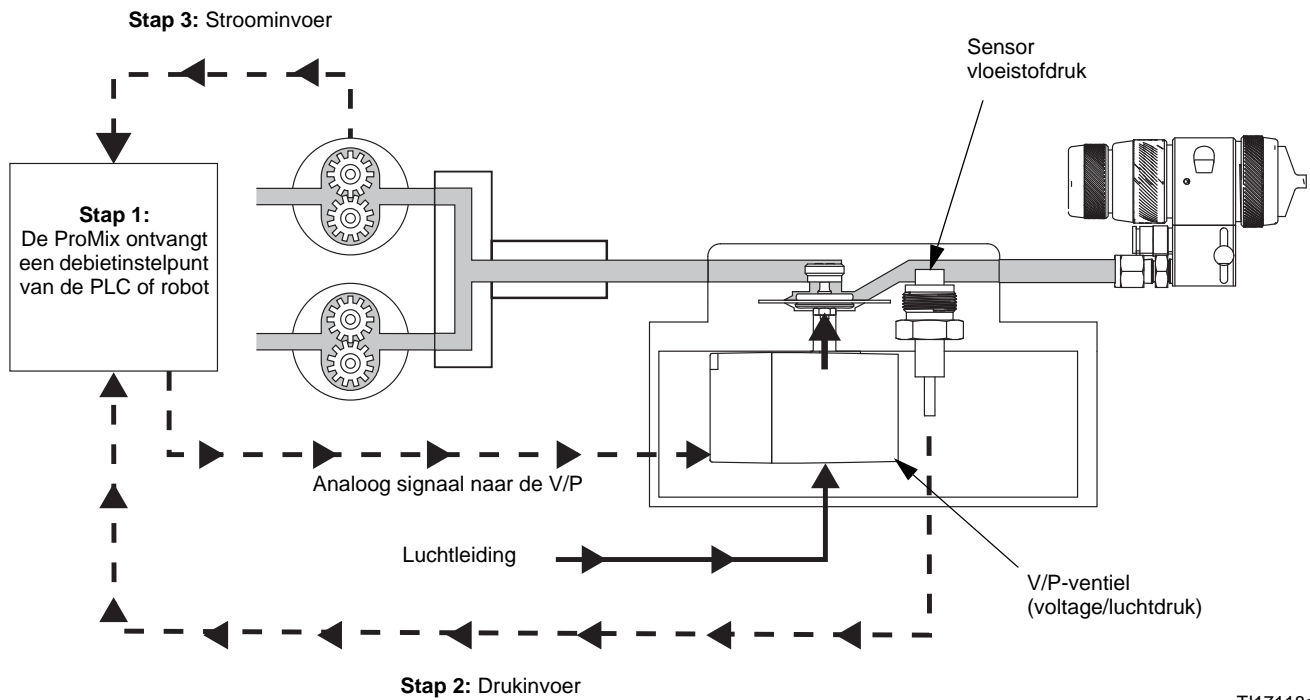 Stap 3: Stroominvoer
Sensor
vloeistofdruk
Stap 1:
De ProMix ontvangt
een debietinstelpunt
van de PLC of robot
Analoog signaal naar de V/P
Luchtleiding
V/P-ventiel
(voltage/luchtdruk)
Stap 2: Drukinvoer